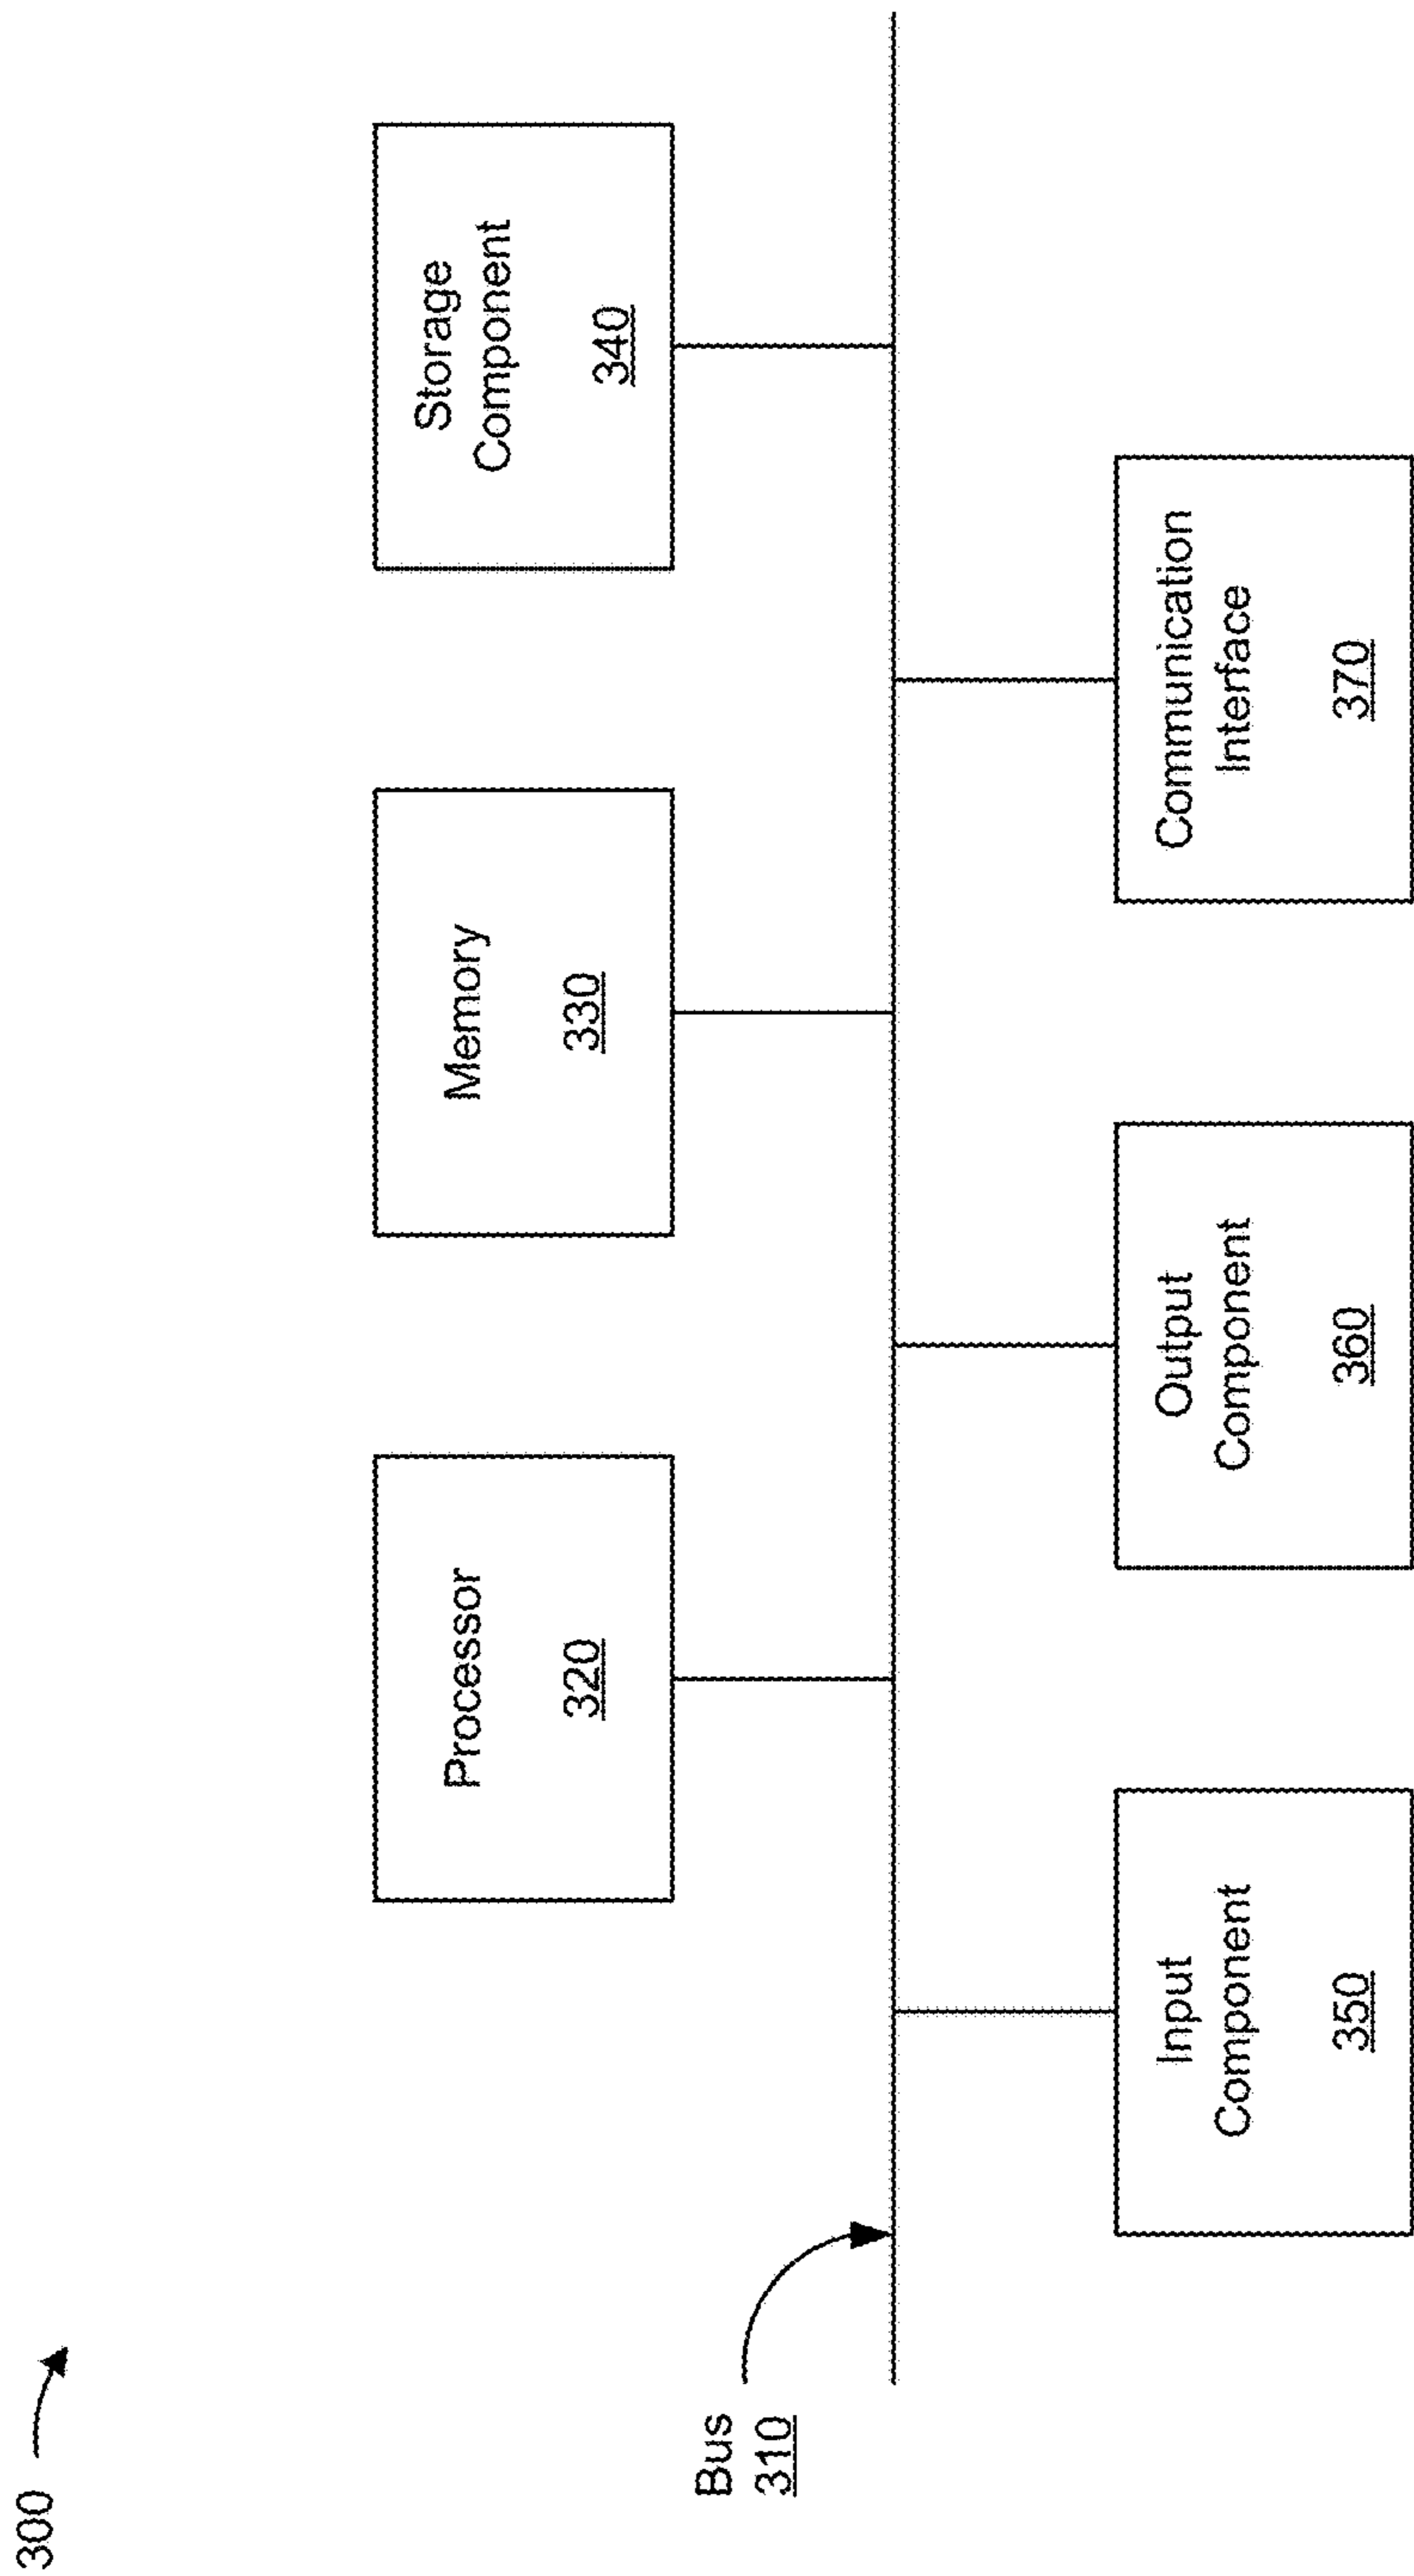 300
Processor
320
Memory
330
Storage
Component
340
Bus
310
Input
Component
350
Output
Component
360
Communication
Interface
370